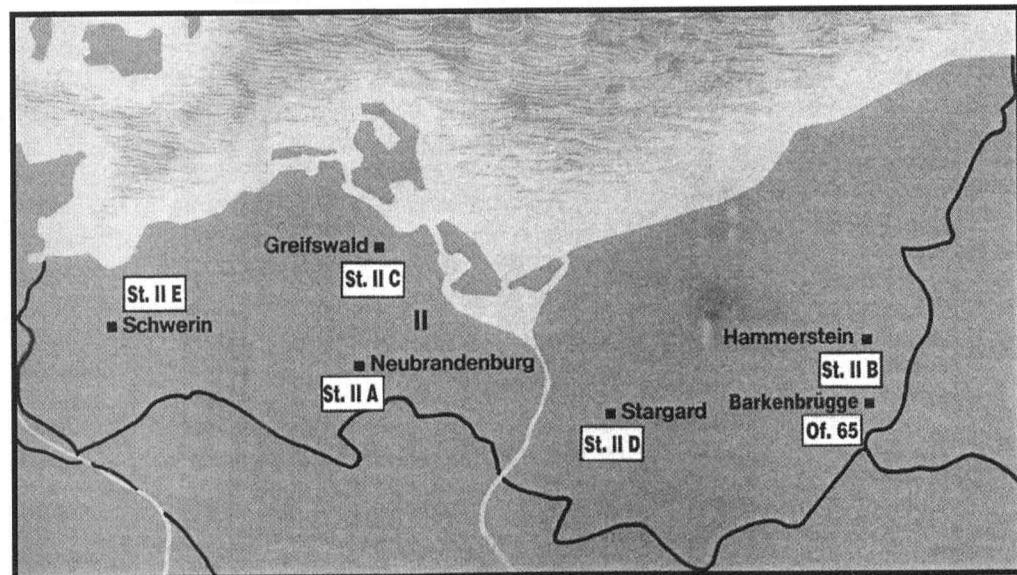 Greifswald
St. II C
St. II E
Schwerin
II
Neubrandenburg
St. II A
Hammerstein
St. II B
Stargard
St. II D
Barkenbrügge
Of. 65